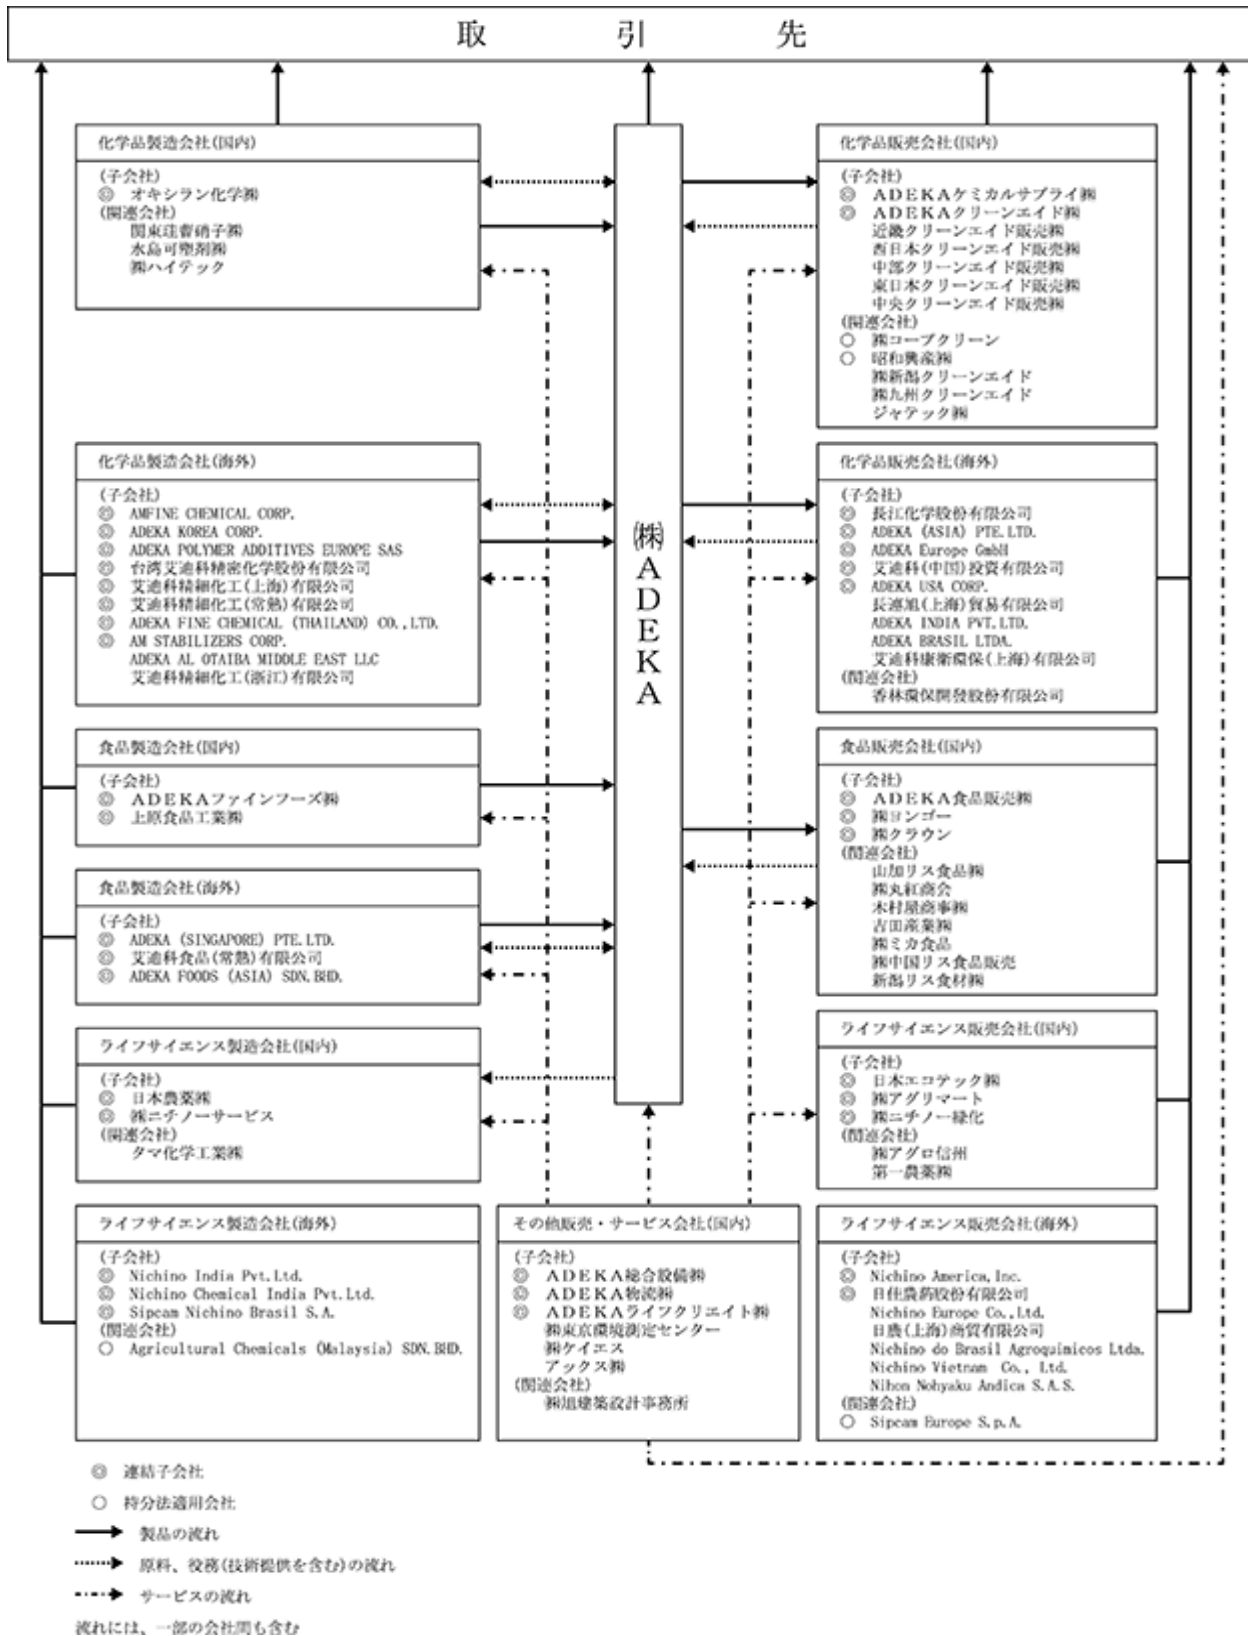 取引先
化学品製造会社(国内)
(子会社)
◎ オキシラン化学㈱
(関連会社)
関東珪曹硝子㈱
水島可塑剤㈱
㈱ハイテック
化学品販売会社(国内)
(子会社)
◎ ADEKAケミカルサプライ㈱
◎ ADEKAクリーンエイド㈱
近畿クリーンエイド販売㈱
西日本クリーンエイド販売㈱
中部クリーンエイド販売㈱
東日本クリーンエイド販売㈱
中央クリーンエイド販売㈱
(関連会社)
○ ㈱コープクリーン
○ 昭和興産㈱
㈱新潟クリーンエイド
㈱九州クリーンエイド
ジャテック㈱
㈱ADEKA
化学品製造会社(海外)
(子会社)
◎ AMFINE CHEMICAL CORP.
◎ ADEKA KOREA CORP.
◎ ADEKA POLYMER ADDITIVES EUROPE SAS
◎ 台湾艾迪科精密化学股份有限公司
◎ 艾迪科精細化工(上海)有限公司
◎ 艾迪科精細化工(常熟)有限公司
◎ ADEKA FINE CHEMICAL (THAILAND) CO.,LTD.
◎ AM STABILIZERS CORP.
ADEKA AL OTAIBA MIDDLE EAST LLC
艾迪科精細化工(浙江)有限公司
化学品販売会社(海外)
(子会社)
◎ 長江化学股份有限公司
◎ ADEKA (ASIA) PTE.LTD.
◎ ADEKA Europe GmbH
◎ 艾迪科(中国)投資有限公司
◎ ADEKA USA CORP.
長連旭(上海)貿易有限公司
ADEKA INDIA PVT.LTD.
ADEKA BRASIL LTDA.
艾迪科康衛環保(上海)有限公司
(関連会社)
香林環保開發股份有限公司
食品製造会社(国内)
(子会社)
◎ ADEKAファインフーズ㈱
◎ 上原食品工業㈱
食品販売会社(国内)
(子会社)
◎ ADEKA食品販売㈱
◎ ㈱ヨンゴー
◎ ㈱クラウン
(関連会社)
山加リス食品㈱
㈱丸紅商会
木村屋商事㈱
吉田産業㈱
㈱ミカ食品
㈱中国リス食品販売
新潟リス食材㈱
食品製造会社(海外)
(子会社)
◎ ADEKA (SINGAPORE) PTE.LTD.
◎ 艾迪科食品(常熟)有限公司
◎ ADEKA FOODS (ASIA) SDN.BHD.
ライフサイエンス製造会社(国内)
(子会社)
◎ 日本農薬㈱
◎ ㈱ニチノーサービス
(関連会社)
タマ化学工業㈱
ライフサイエンス販売会社(国内)
(子会社)
◎ 日本エコテック㈱
◎ ㈱アグリマート
◎ ㈱ニチノー緑化
(関連会社)
㈱アグロ信州
第一農薬㈱
ライフサイエンス製造会社(海外)
(子会社)
◎ Nichino India Pvt.Ltd.
◎ Nichino Chemical India Pvt.Ltd.
◎ Sipcam Nichino Brasil S.A.
(関連会社)
○ Agricultural Chemicals (Malaysia) SDN.BHD.
その他販売・サービス会社(国内)
(子会社)
◎ ADEKA総合設備㈱
◎ ADEKA物流㈱
◎ ADEKAライフクリエイト㈱
㈱東京環境測定センター
㈱ケイエス
アックス㈱
(関連会社)
㈱旭建築設計事務所
ライフサイエンス販売会社(海外)
(子会社)
◎ Nichino America,Inc.
◎ 日佳農葯股份有限公司
Nichino Europe Co.,Ltd.
日農(上海)商貿有限公司
Nichino do Brasil Agroquimicos Ltda.
Nichino Vietnam Co., Ltd.
Nihon Nohyaku Andica S.A.S.
(関連会社)
○ Sipcam Europe S.p.A.
◎ 連結子会社
○ 持分法適用会社
製品の流れ
原料、役務(技術提供を含む)の流れ
サービスの流れ
流れには、一部の会社間も含む